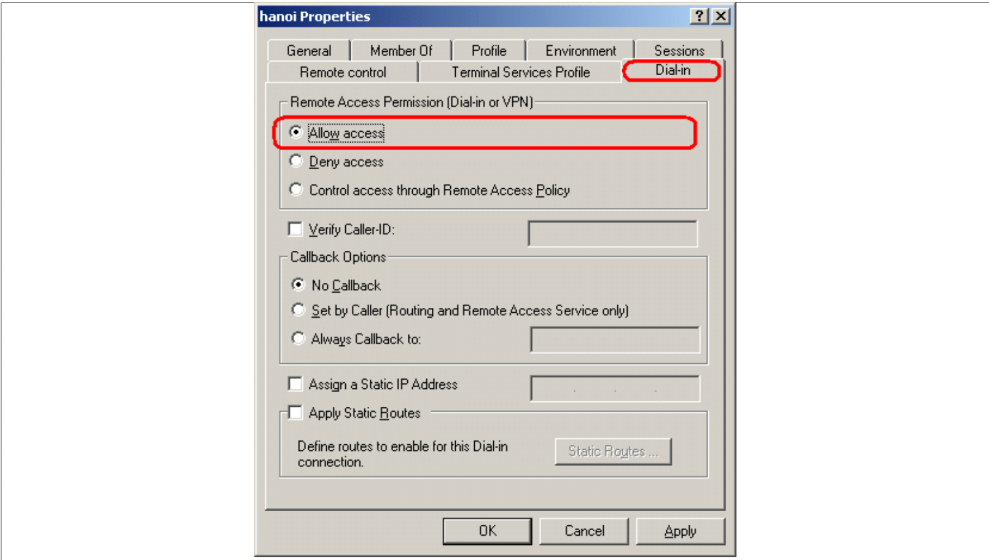 hanoi Properties
General
Member Of
Profile
Environment
Sessions
Remote control
Terminal Services Profile
Dial-in
Remote Access Permission (Dial-in or VPN)
Allow access
Deny access
Control access through Remote Access Policy
Verify Caller-ID:
Callback Options
No Callback
Set by Caller (Routing and Remote Access Service only)
Always Callback to:
Assign a Static IP Address
Apply Static Routes
Define routes to enable for this Dial-in
connection.
Static Routes ...
OK
Cancel
Apply